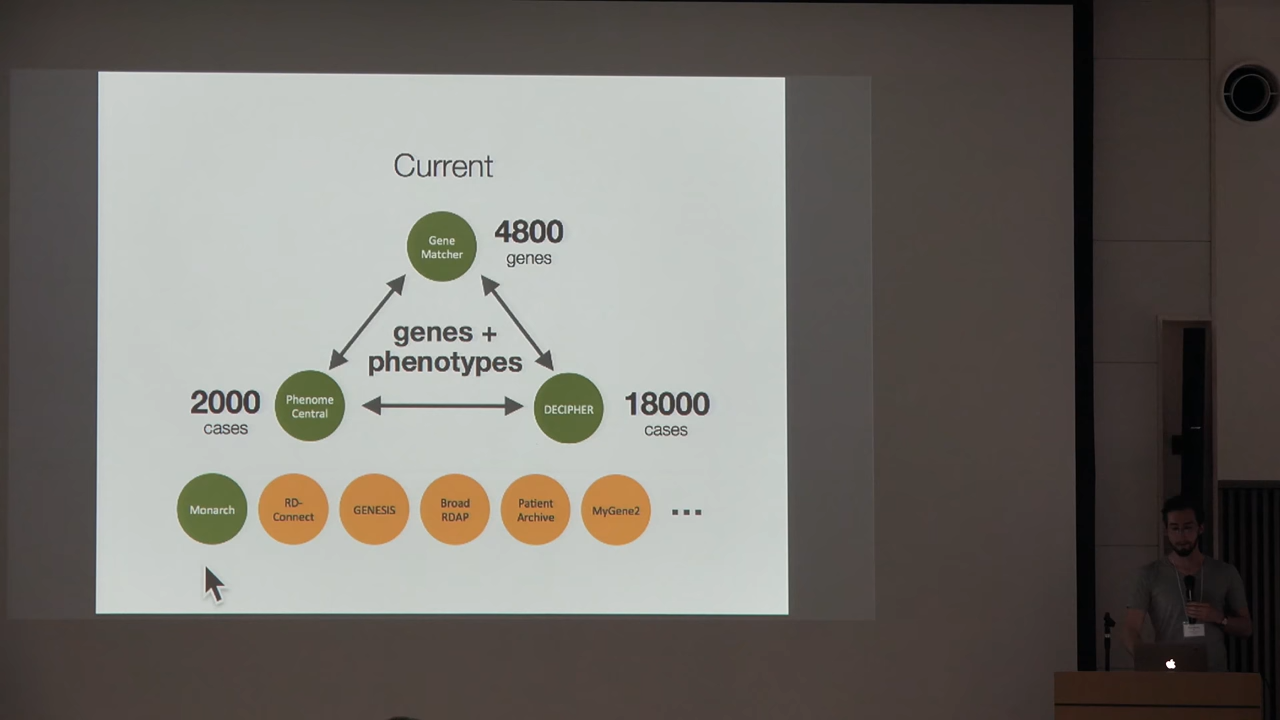 Current
Gene
Matcher
4800
genes
genes +
phenotypes
2000
cases
Phenome
Central
DECIPHER
18000
cases
Monarch
RD-
Connect
GENESIS
Broad
RDAP
Patient
Archive
MyGene2
...